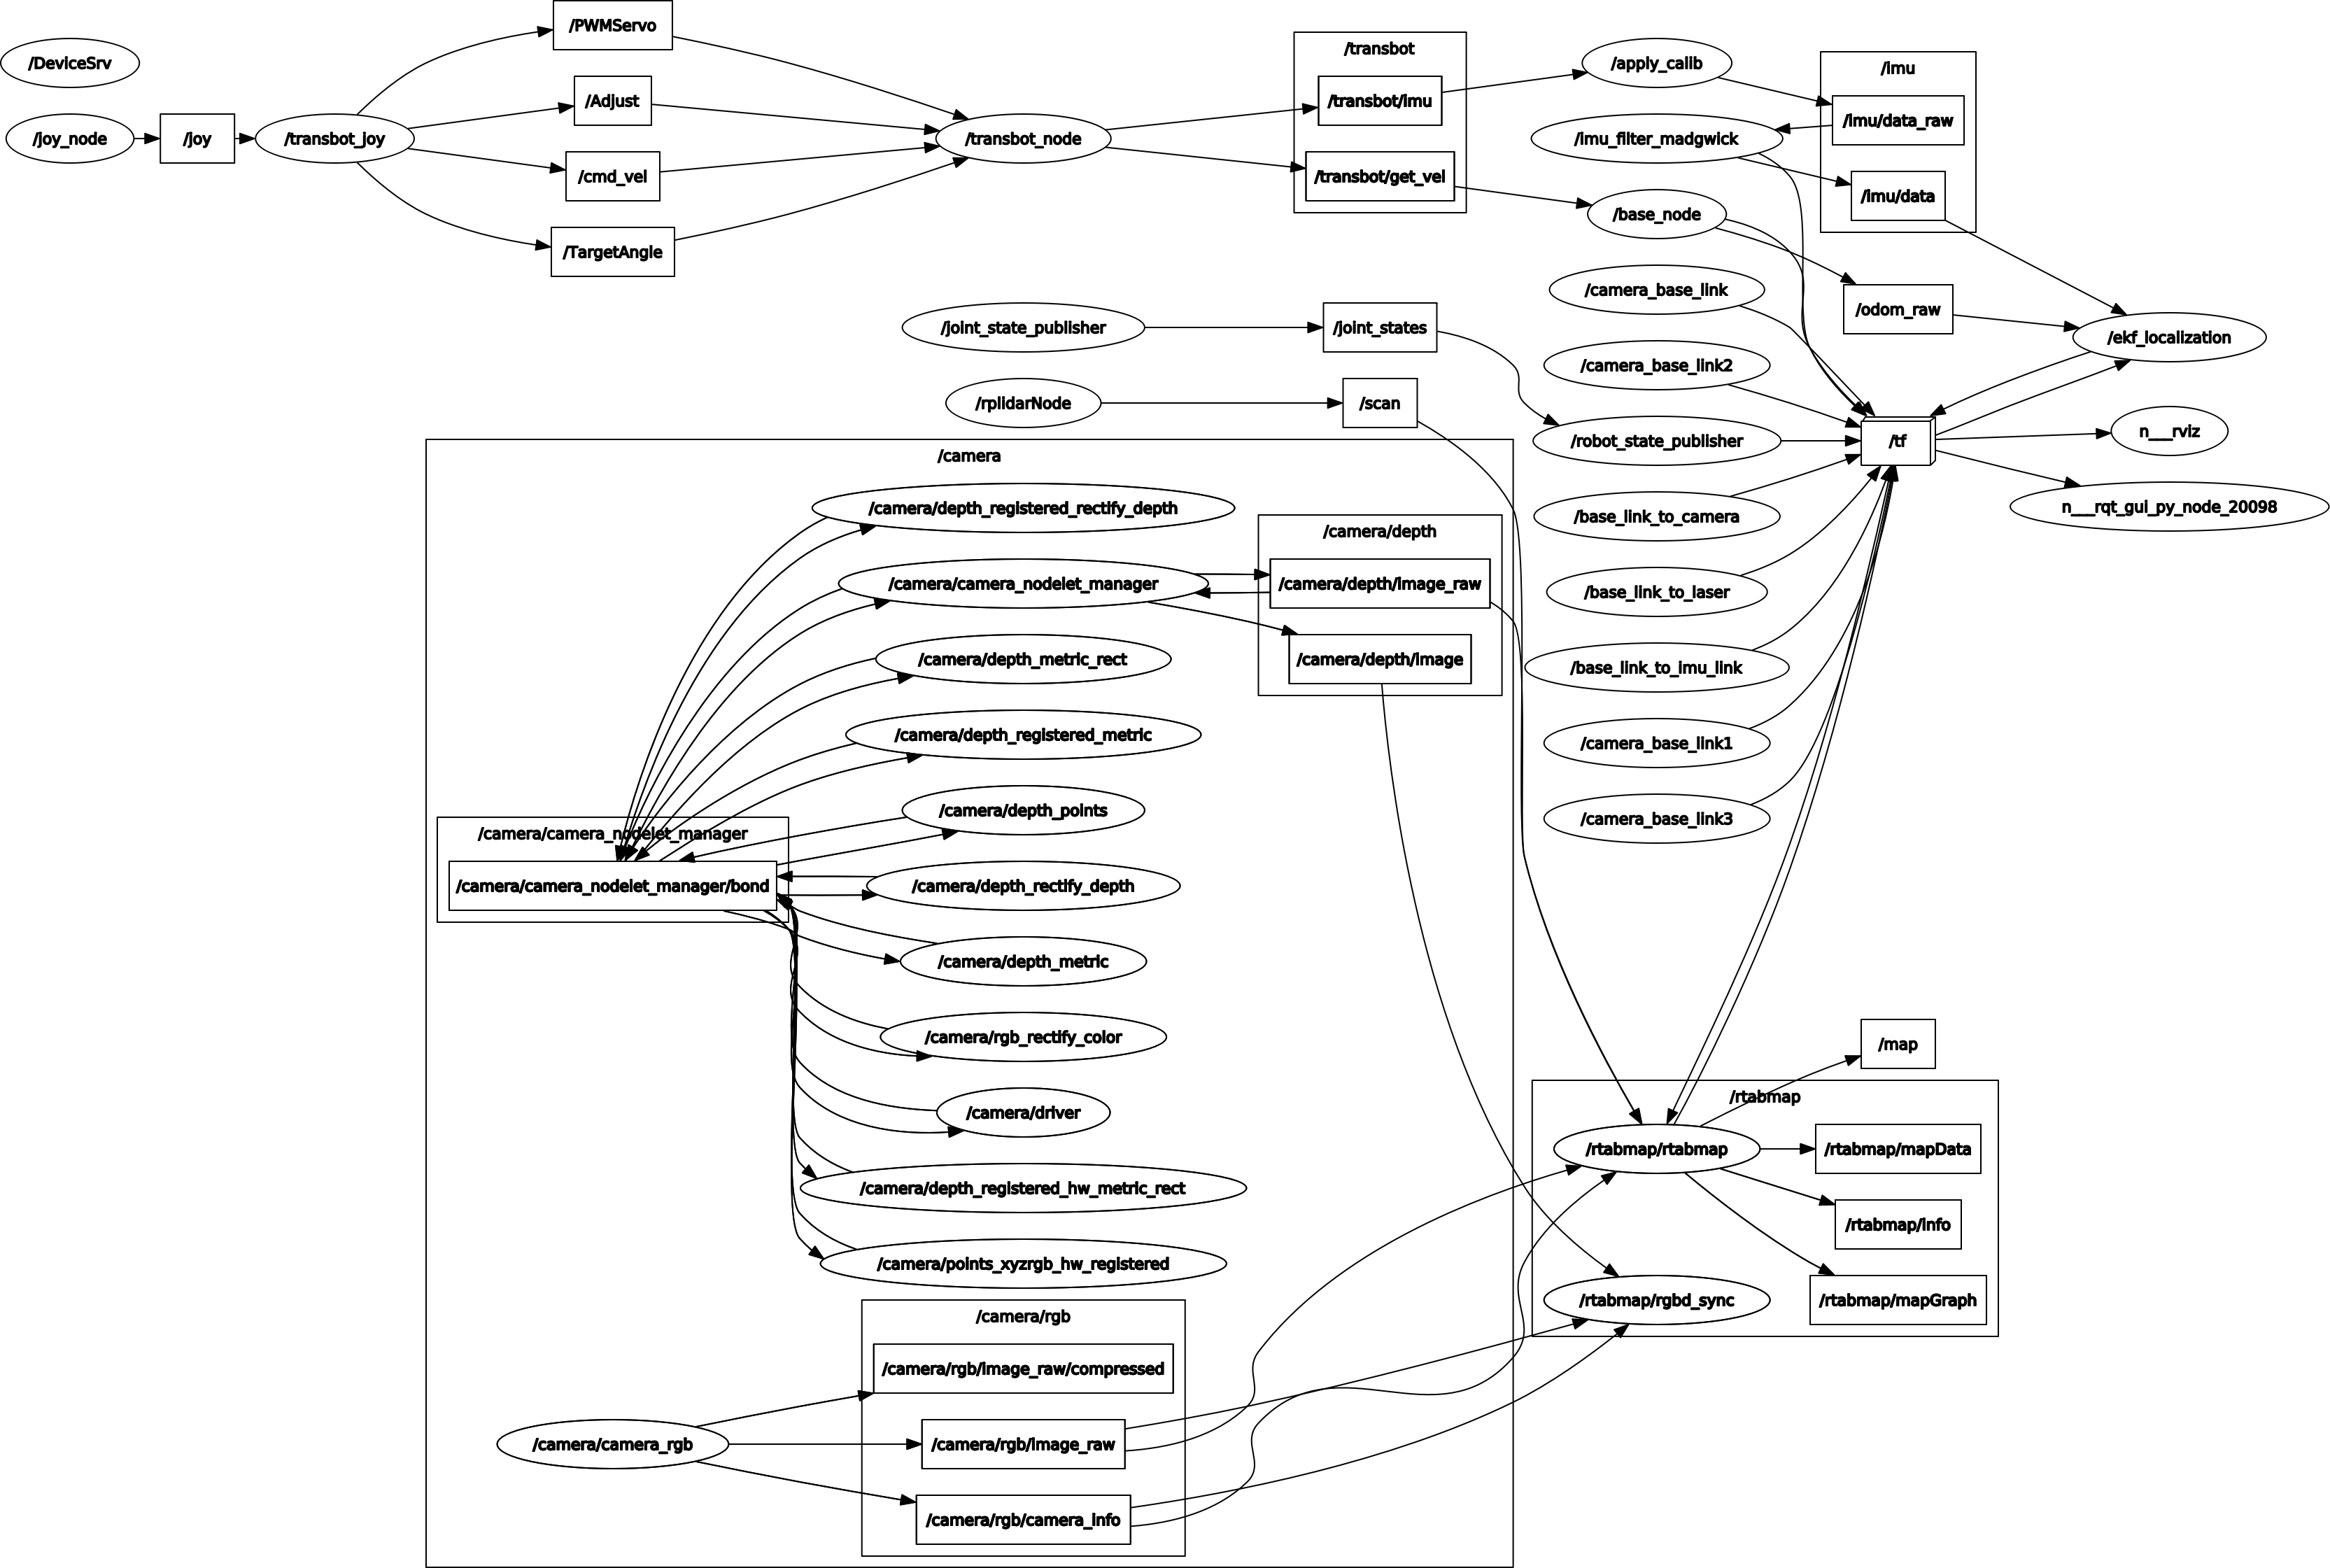 /PWMServo
/DeviceSrv
/Adjust
/joy_node
/joy
/transbot_joy
/cmd_vel
/TargetAngle
/transbot_node
/transbot
/transbot/imu
/transbot/get_vel
/apply_calib
/imu_filter_madgwick
/base_node
/imu
/imu/data_raw
/imu/data
/odom_raw
/ekf_localization
/camera_base_link
/camera_base_link2
/joint_state_publisher
/joint_states
/rplidarNode
/scan
/robot_state_publisher
/tf
n___rviz
n___rqt_gui_py_node_20098
/base_link_to_camera
/base_link_to_laser
/base_link_to_imu_link
/camera_base_link1
/camera_base_link3
/camera
/camera/depth_registered_rectify_depth
/camera/camera_nodelet_manager
/camera/depth
/camera/depth/image_raw
/camera/depth/image
/camera/depth_metric_rect
/camera/depth_registered_metric
/camera/depth_points
/camera/camera_nodelet_manager
/camera/camera_nodelet_manager/bond
/camera/depth_rectify_depth
/camera/depth_metric
/camera/rgb_rectify_color
/camera/driver
/camera/depth_registered_hw_metric_rect
/camera/points_xyzrgb_hw_registered
/camera/rgb
/camera/rgb/image_raw/compressed
/camera/camera_rgb
/camera/rgb/image_raw
/camera/rgb/camera_info
/map
/rtabmap
/rtabmap/rtabmap
/rtabmap/mapData
/rtabmap/info
/rtabmap/rgbd_sync
/rtabmap/mapGraph